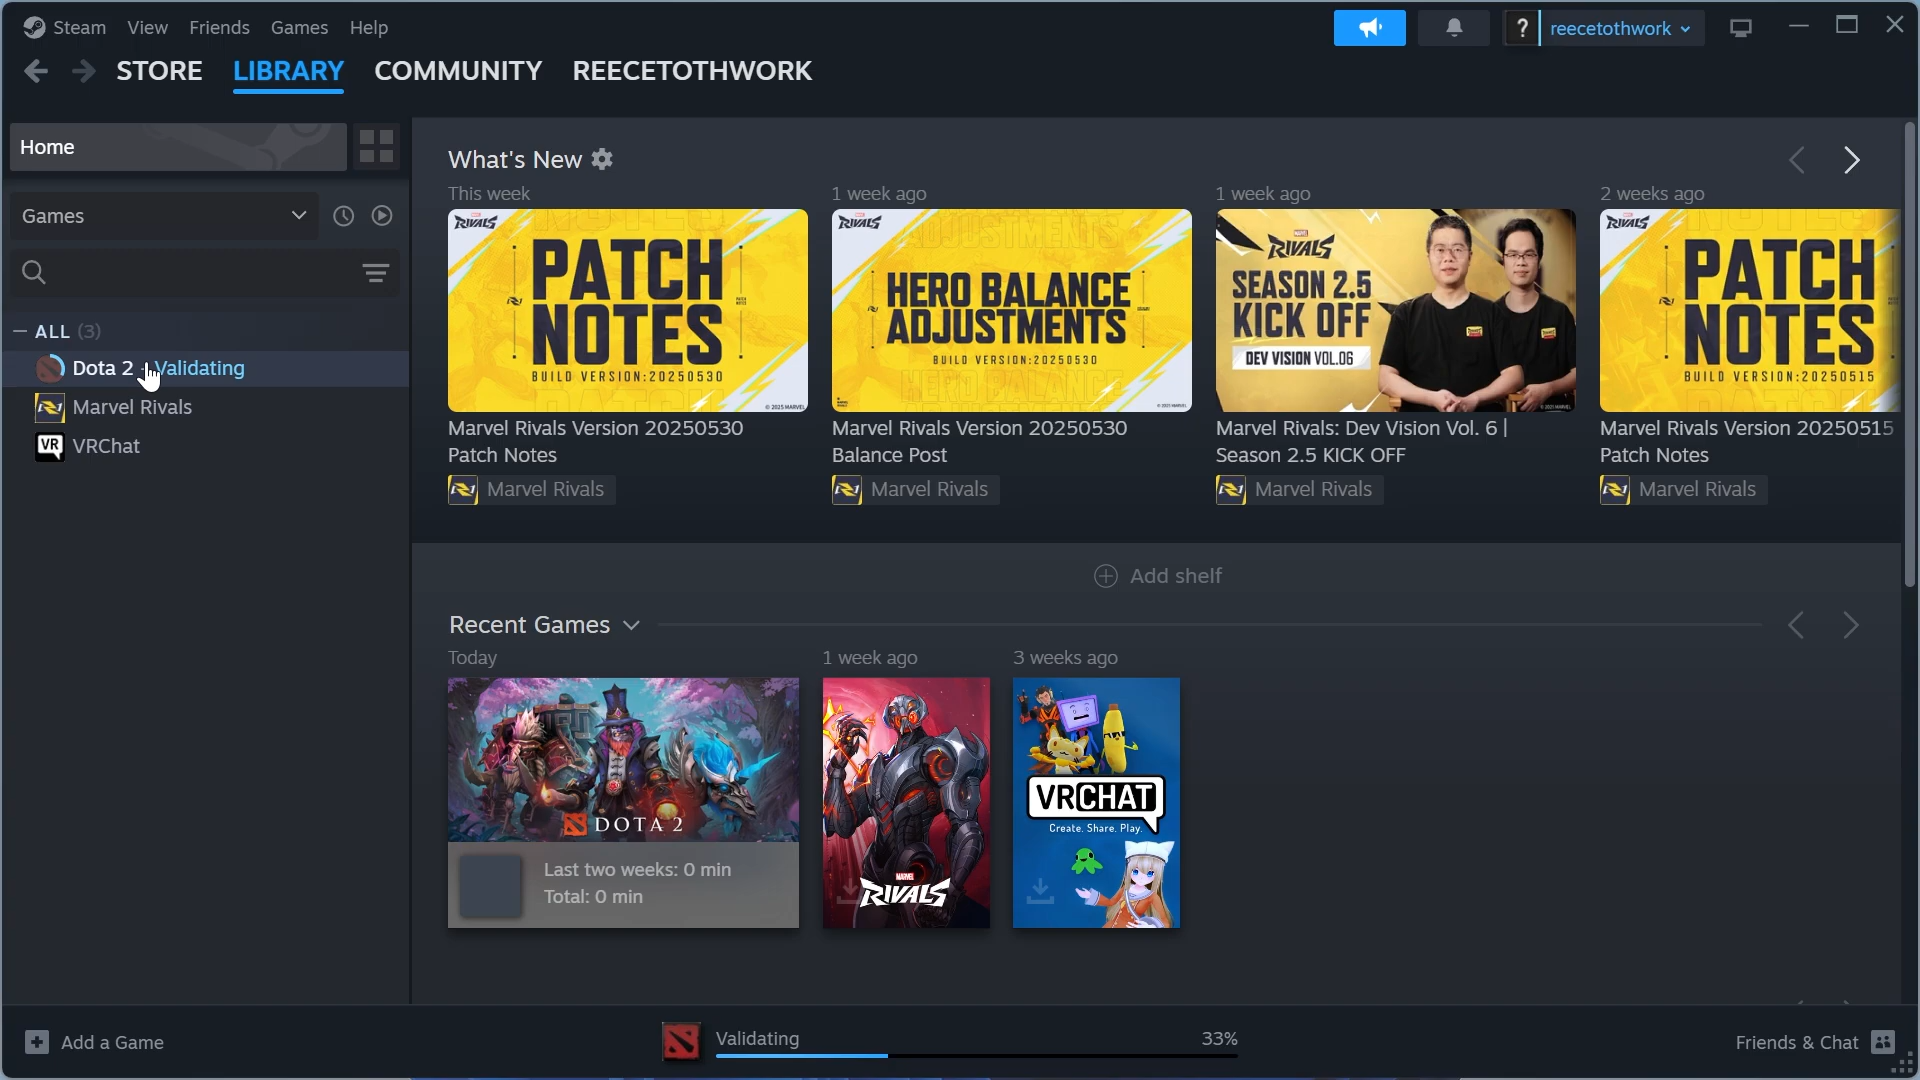 Steam View Friends Games Help
? reecetothwork
STORE LIBRARY COMMUNITY REECETOTHWORK
Home
Games
ALL (3)
Dota 2 - Validating
Marvel Rivals
VR VRChat
What's New
This week
1 week ago
1 week ago
2 weeks ago
RIVALS
PATCH
NOTES
BUILD VERSION:20250530
© 2025 MARVEL
RIVALS
HERO BALANCE
ADJUSTMENTS
BUILD VERSION:20250530
MARVEL
RIVALS
SEASON 2.5
KICK OFF
DEV VISION VOL.06
RIVALS
PATCH
NOTES
BUILD VERSION:20250515
Marvel Rivals Version 20250530
Patch Notes
Marvel Rivals
Marvel Rivals Version 20250530
Balance Post
Marvel Rivals
Marvel Rivals: Dev Vision Vol. 6 |
Season 2.5 KICK OFF
Marvel Rivals
Marvel Rivals Version 20250515
Patch Notes
Marvel Rivals
Add shelf
Recent Games
Today
1 week ago
3 weeks ago
DOTA 2
Last two weeks: 0 min
Total: 0 min
MARVEL
RIVALS
VRCHAT
Create. Share. Play.
Add a Game
Validating 33%
Friends & Chat